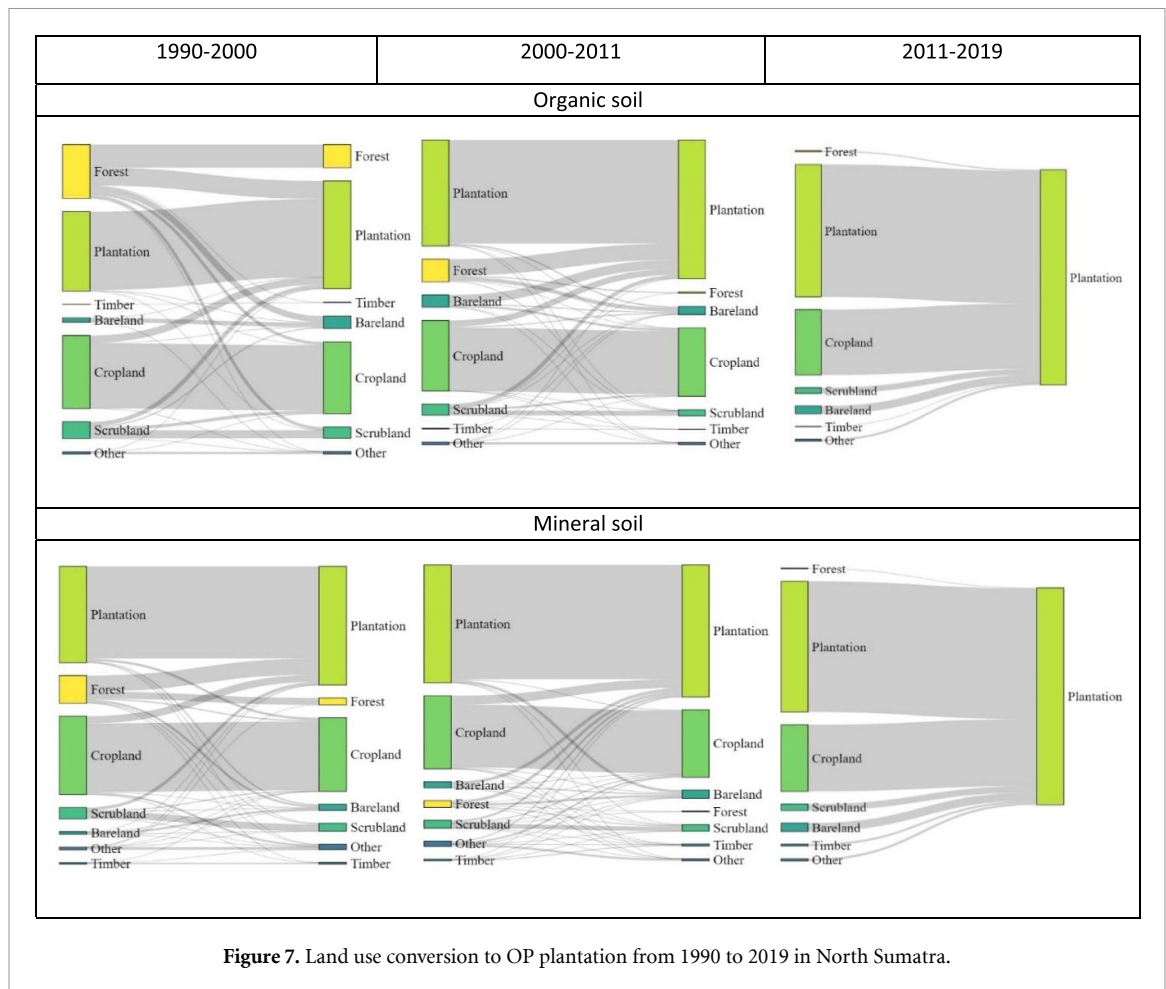 1990-2000
2000-2011
2011-2019
Organic soil
Forest
Plantation
Timber
Bareland
Cropland
Scrubland
Other
Forest
Plantation
Timber
Bareland
Cropland
Scrubland
Other
Plantation
Forest
Bareland
Cropland
Scrubland
Timber
Other
Plantation
Forest
Bareland
Cropland
Scrubland
Timber
Other
Forest
Plantation
Cropland
Scrubland
Bareland
Timber
Other
Plantation
Mineral soil
Plantation
Forest
Cropland
Scrubland
Bareland
Other
Timber
Plantation
Forest
Cropland
Bareland
Scrubland
Other
Timber
Plantation
Cropland
Bareland
Forest
Scrubland
Other
Timber
Plantation
Cropland
Bareland
Forest
Scrubland
Timber
Other
Forest
Plantation
Cropland
Scrubland
Bareland
Timber
Other
Plantation
Figure 7. Land use conversion to OP plantation from 1990 to 2019 in North Sumatra.